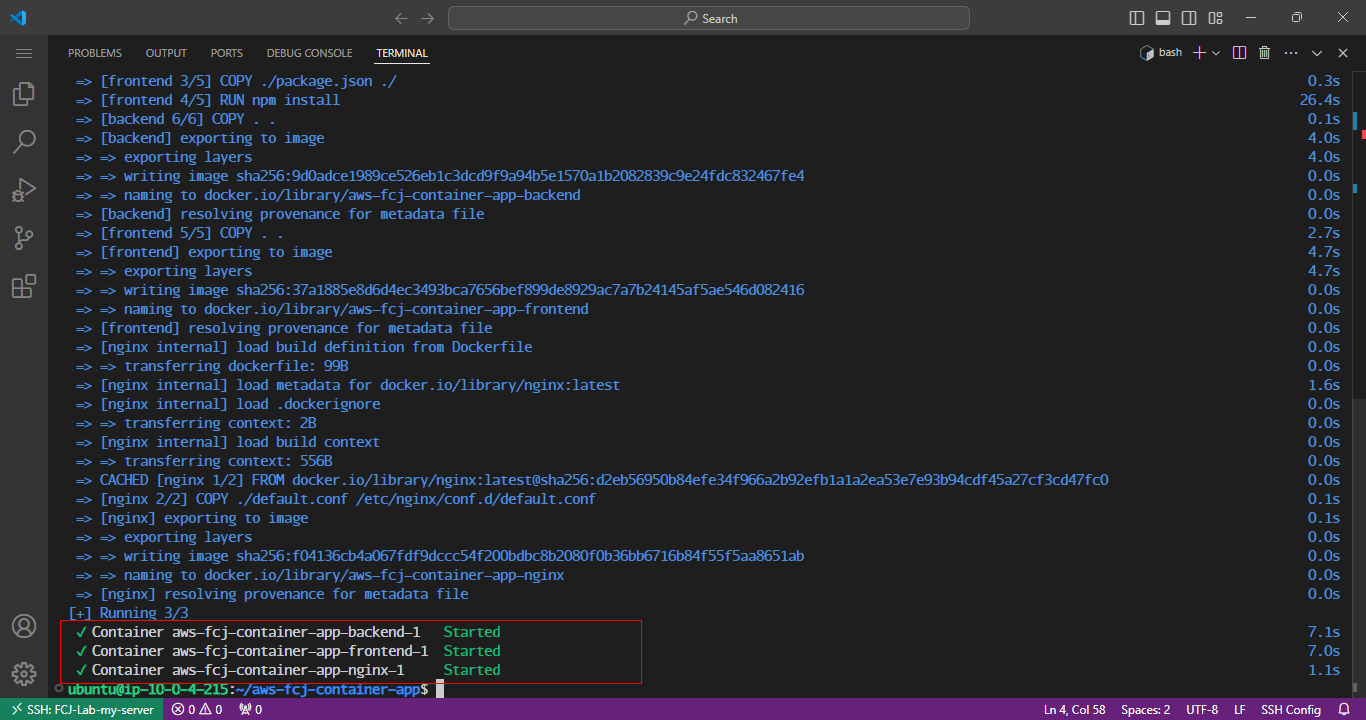 Search
PROBLEMS OUTPUT PORTS DEBUG CONSOLE TERMINAL bash
=> [frontend 3/5] COPY ./package.json ./ 0.3s
=> [frontend 4/5] RUN npm install 26.4s
=> [backend 6/6] COPY . . 0.1s
=> [backend] exporting to image 4.0s
=> => exporting layers 4.0s
=> => writing image sha256:9d0adce1989ce526eb1c3dcd9f9a94b5e1570a1b2082839c9e24fdc832467fe4 0.0s
=> => naming to docker.io/library/aws-fcj-container-app-backend 0.0s
=> [backend] resolving provenance for metadata file 0.0s
=> [frontend 5/5] COPY . . 2.7s
=> [frontend] exporting to image 4.7s
=> => exporting layers 4.7s
=> => writing image sha256:37a1885e8d6d4ec3493bca7656bef899de8929ac7a7b24145af5ae546d082416 0.0s
=> => naming to docker.io/library/aws-fcj-container-app-frontend 0.0s
=> [frontend] resolving provenance for metadata file 0.0s
=> [nginx internal] load build definition from Dockerfile 0.0s
=> => transferring dockerfile: 99B 0.0s
=> [nginx internal] load metadata for docker.io/library/nginx:latest 1.6s
=> [nginx internal] load .dockerignore 0.0s
=> => transferring context: 2B 0.0s
=> [nginx internal] load build context 0.0s
=> => transferring context: 556B 0.0s
=> CACHED [nginx 1/2] FROM docker.io/library/nginx:latest@sha256:d2eb56950b84efe34f966a2b92efb1a1a2ea53e7e93b94cdf45a27cf3cd47fc0 0.0s
=> [nginx 2/2] COPY ./default.conf /etc/nginx/conf.d/default.conf 0.1s
=> [nginx] exporting to image 0.1s
=> => exporting layers 0.0s
=> => writing image sha256:f04136cb4a067fdf9dccc54f200bdbc8b2080f0b36bb6716b84f55f5aa8651ab 0.0s
=> => naming to docker.io/library/aws-fcj-container-app-nginx 0.0s
=> [nginx] resolving provenance for metadata file 0.0s
[+] Running 3/3
✓ Container aws-fcj-container-app-backend-1 Started 7.1s
✓ Container aws-fcj-container-app-frontend-1 Started 7.0s
✓ Container aws-fcj-container-app-nginx-1 Started 1.1s
ubuntu@ip-10-0-4-215:~/aws-fcj-container-app$
SSH: FCJ-Lab-my-server 0 0 0 Ln 4, Col 58 Spaces: 2 UTF-8 LF SSH Config